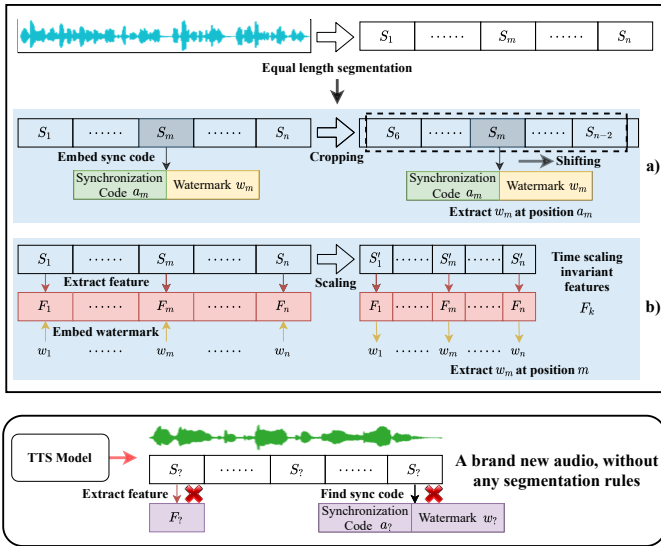 S1 ······ Sm ······ Sn
Equal length segmentation
S1 ······ Sm ······ Sn
S6 ······ Sm ······ Sn−2
Embed sync code
Cropping
Shifting
Synchronization Code am
Watermark wm
Synchronization Code am
Watermark wm
a)
Extract wm at position am
S1 ······ Sm ······ Sn
S′1 ······ S′m ······ S′n
Extract feature
Scaling
Time scaling
invariant
features
Fk
F1 ······ Fm ······ Fn
F1 ······ Fm ······ Fn
b)
Embed watermark
w1 ······ wm ······ wn
w1 ······ wm ······ wn
Extract wm at position m
TTS Model
S? ······ S? ······ S?
A brand new audio, without
any segmentation rules
Extract feature
Find sync code
F?
Synchronization
Code a?
Watermark w?